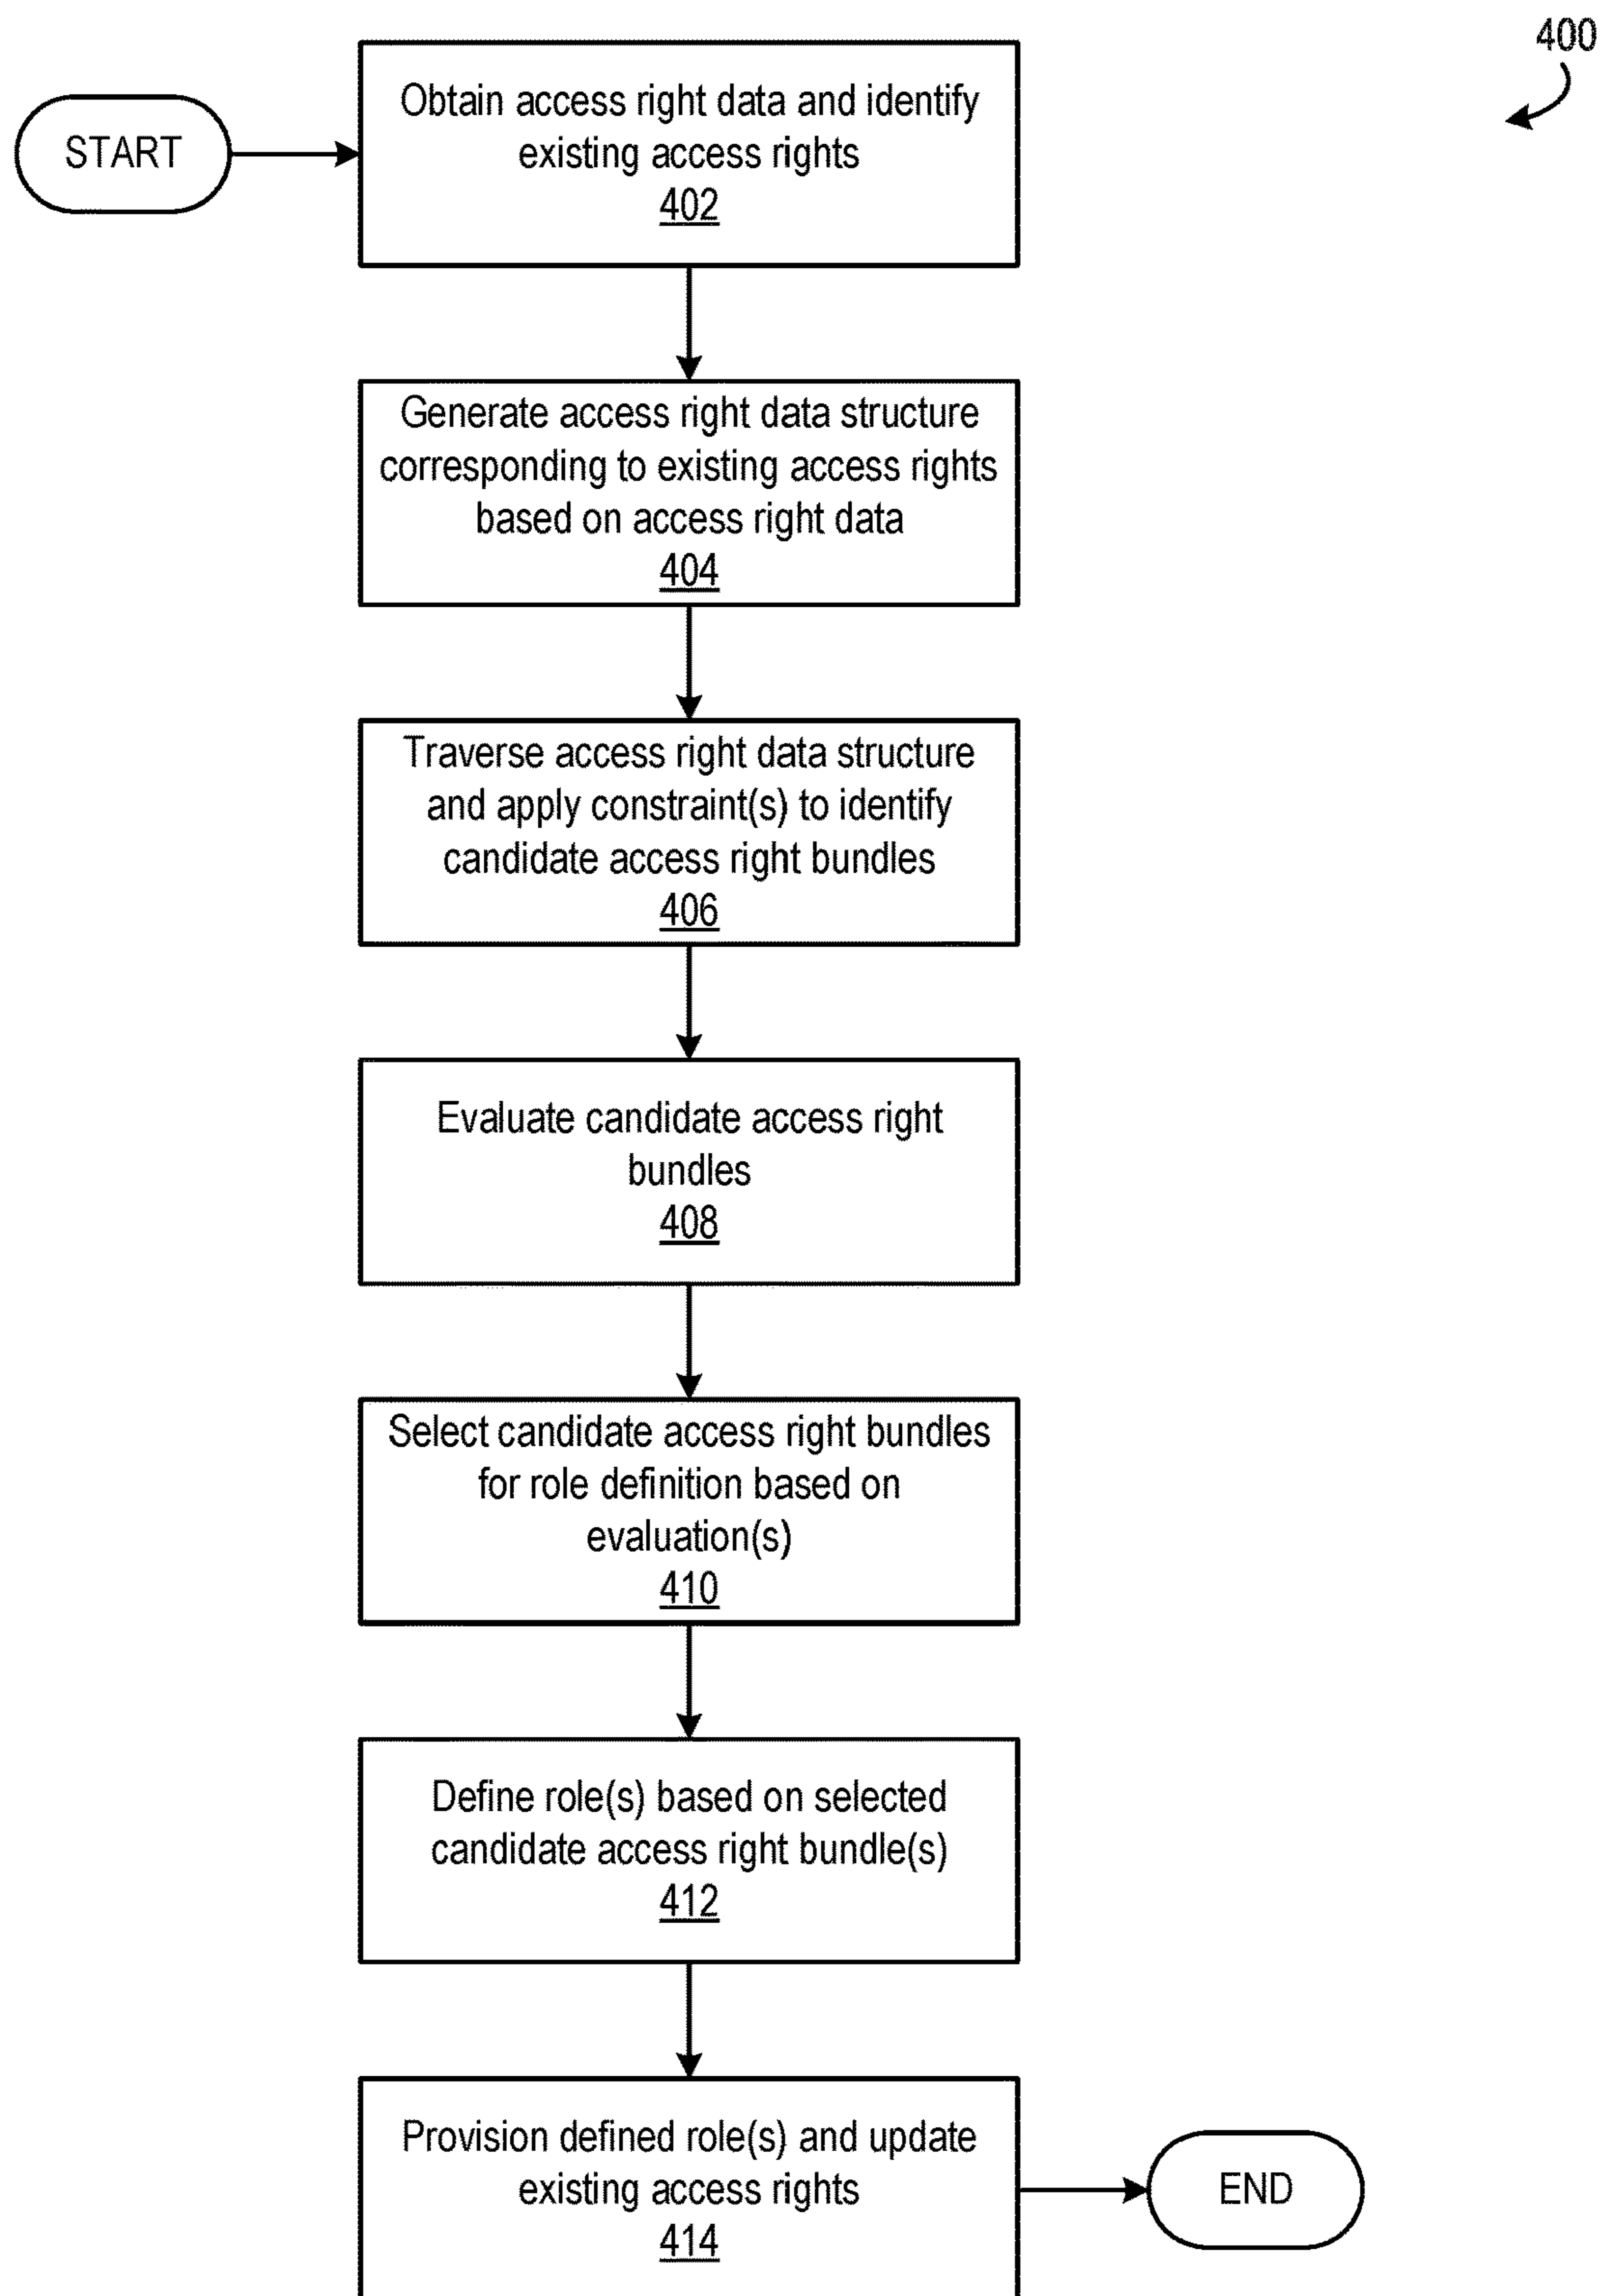 400
START
Obtain access right data and identify
existing access rights
402
Generate access right data structure
corresponding to existing access rights
based on access right data
404
Traverse access right data structure
and apply constraint(s) to identify
candidate access right bundles
406
Evaluate candidate access right
bundles
408
Select candidate access right bundles
for role definition based on
evaluation(s)
410
Define role(s) based on selected
candidate access right bundle(s)
412
Provision defined role(s) and update
existing access rights
414
END